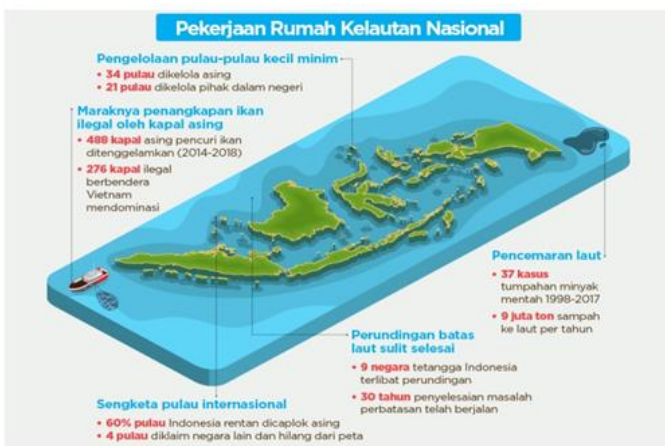 Pekerjaan Rumah Kelautan Nasional
Pengelolaan pulau-pulau kecil minim
• 34 pulau dikelola asing
• 21 pulau dikelola pihak dalam negeri
Maraknya penangkapan ikan
ilegal oleh kapal asing
• 488 kapal asing pencuri ikan
ditenggelamkan (2014-2018)
• 276 kapal ilegal
berbendera
Vietnam
mendominasi
Pencemaran laut
• 37 kasus
tumpahan minyak
mentah 1998-2017
• 9 juta ton sampah
ke laut per tahun
Perundingan batas
laut sulit selesai
• 9 negara tetangga Indonesia
terlibat perundingan
• 30 tahun penyelesaian masalah
perbatasan telah berjalan
Sengketa pulau internasional
• 60% pulau Indonesia rentan dicaplok asing
• 4 pulau diklaim negara lain dan hilang dari peta